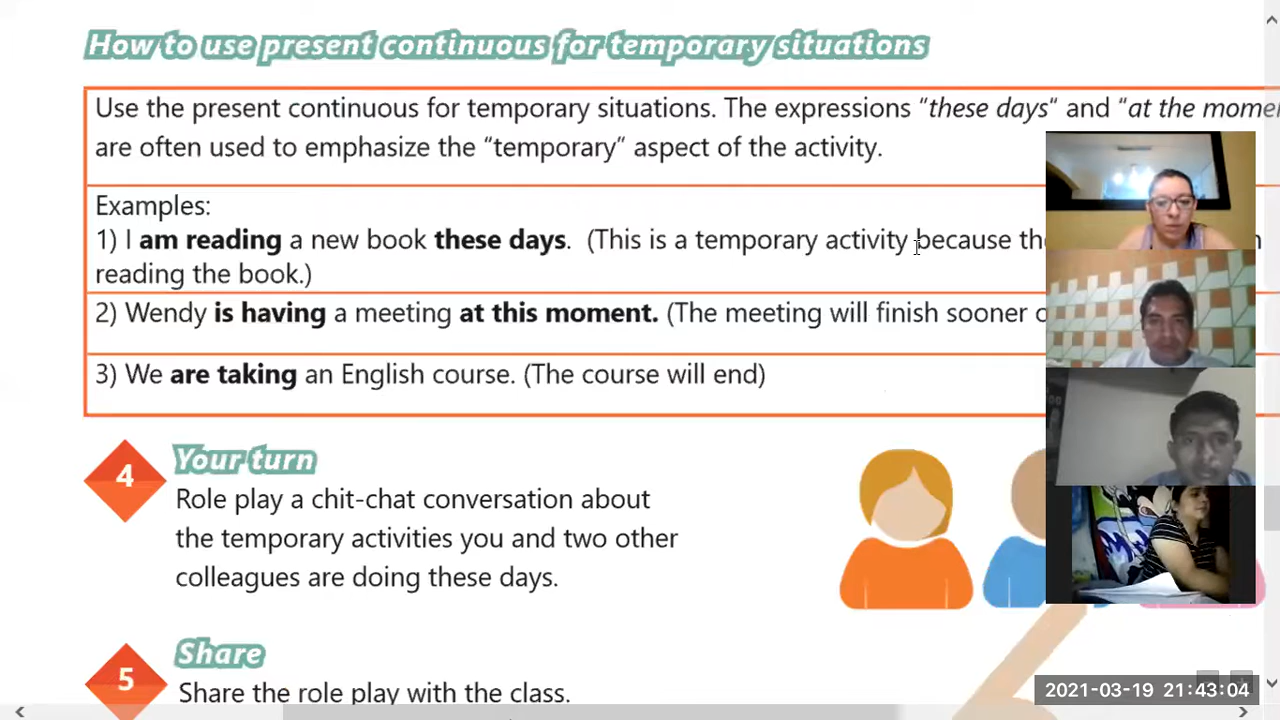 How to use present continuous for temporary situations
Use the present continuous for temporary situations. The expressions "these days" and "at the
are often used to emphasize the "temporary" aspect of the activity.
Examples:
1) I am reading a new book these days. (This is a temporary activity because
reading the book.)
2) Wendy is having a meeting at this moment. (The meeting will finish sooner
3) We are taking an English course. (The course will end)
4
Your turn
Role play a chit-chat conversation about
the temporary activities you and two other
colleagues are doing these days.
5
Share
Share the role play with the class.
2021-03-19 21:43:04